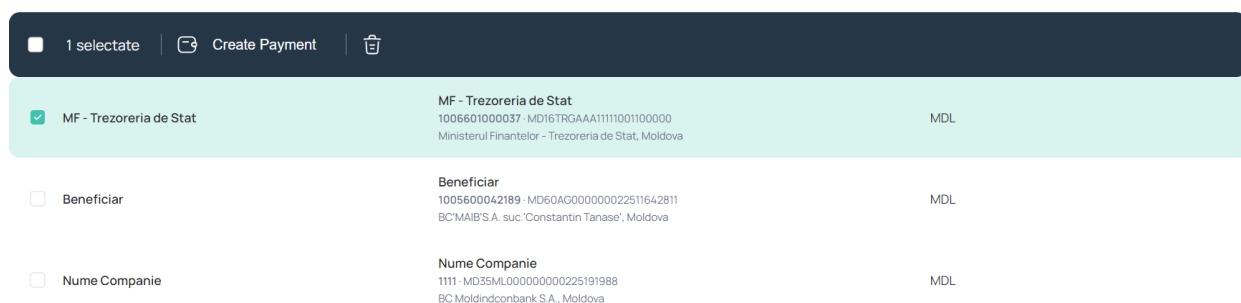 1 selectate Create Payment
MF - Trezoreria de Stat
MF - Trezoreria de Stat
1006601000037 · MD16TRGAAA11111001100000
Ministerul Finantelor - Trezoreria de Stat, Moldova
MDL
Beneficiar
Beneficiar
1005600042189 · MD60AG000000022511642811
BC'MAIB'S.A. suc.'Constantin Tanase', Moldova
MDL
Nume Companie
Nume Companie
1111 · MD35ML000000000225191988
BC Moldindconbank S.A., Moldova
MDL